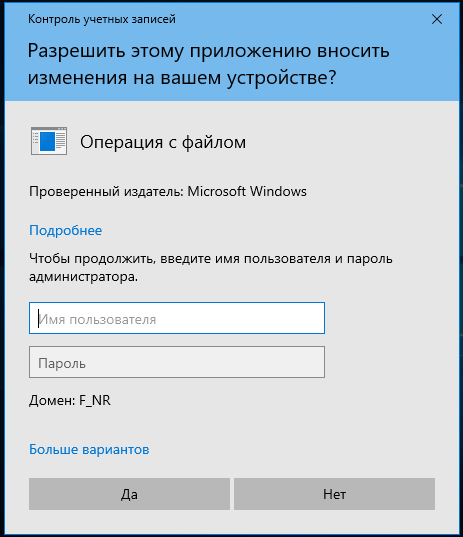 Контроль учетных записей
Разрешить этому приложению вносить
изменения на вашем устройстве?
Операция с файлом
Проверенный издатель: Microsoft Windows
Подробнее
Чтобы продолжить, введите имя пользователя и пароль
администратора.
Имя пользователя
Пароль
Домен: F_NR
Больше вариантов
Да
Нет